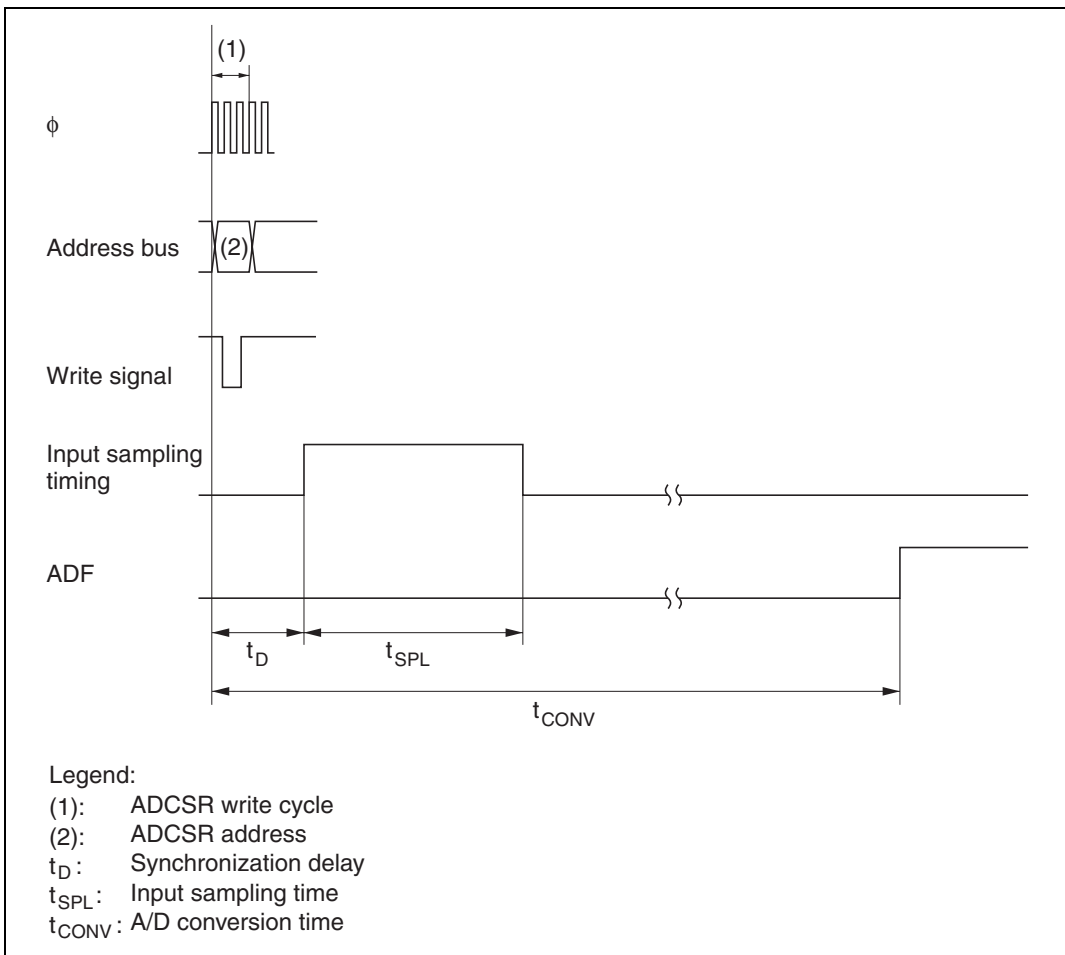 (1)
ϕ
Address bus
(2)
Write signal
Input sampling
timing
ADF
tD
tSPL
tCONV
Legend:
(1): ADCSR write cycle
(2): ADCSR address
tD : Synchronization delay
tSPL : Input sampling time
tCONV : A/D conversion time